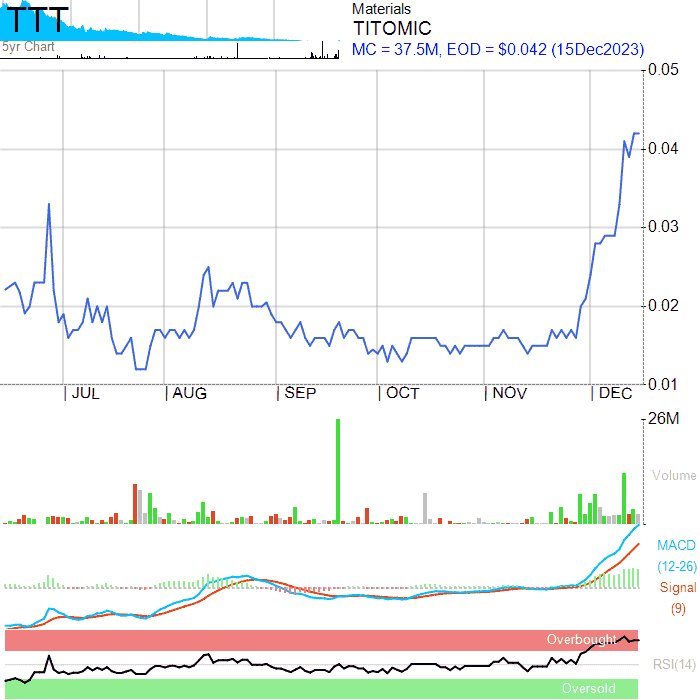 TTT
5yr Chart
Materials
TITOMIC
MC = 37.5M, EOD = $0.042 (15Dec2023)
0.05
0.04
0.03
0.02
0.01
JUL AUG SEP OCT NOV DEC
26M
Volume
MACD
(12-26)
Signal
(9)
Overbought
RSI(14)
Oversold